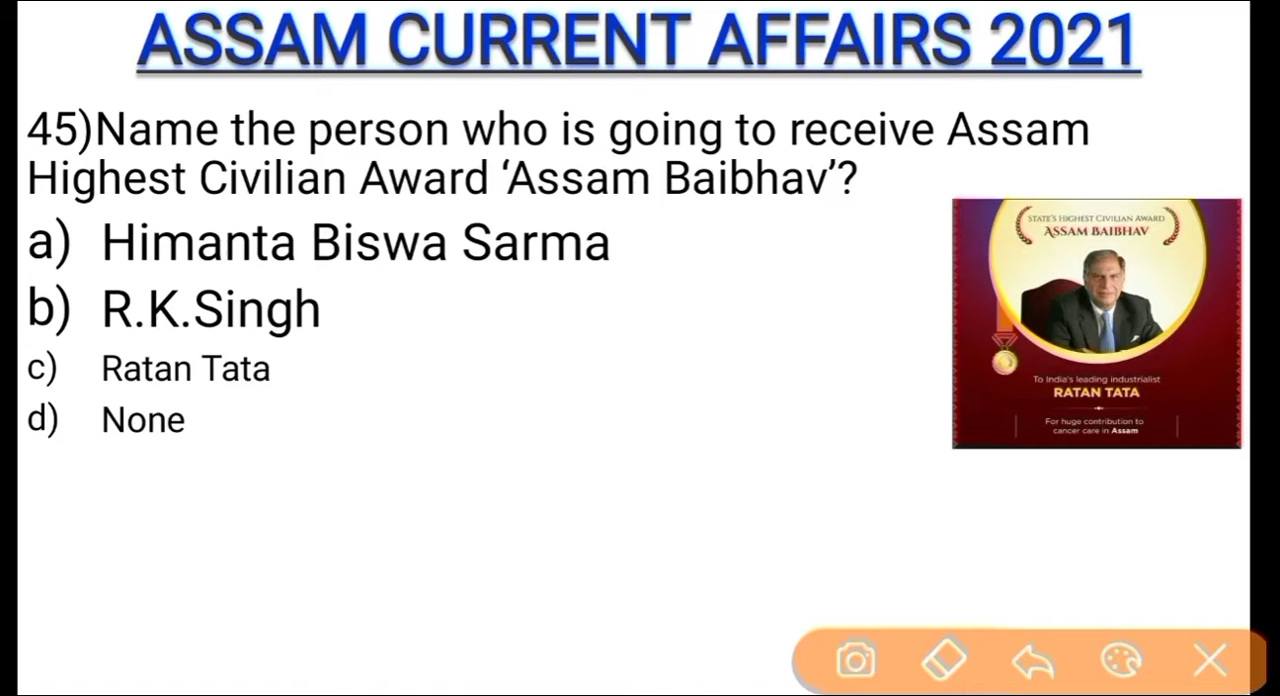 ASSAM CURRENT AFFAIRS 2021
45)Name the person who is going to receive Assam
Highest Civilian Award ‘Assam Baibhav’?
a) Himanta Biswa Sarma
b) R.K.Singh
c) Ratan Tata
d) None
STATE'S HIGHEST CIVILIAN AWARD
ASSAM BAIBHAV
To India's leading industrialist
RATAN TATA
For huge contribution to
cancer care in Assam